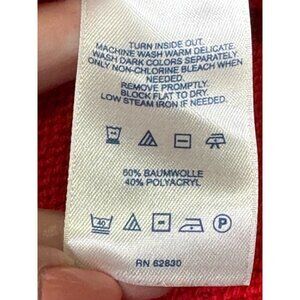 TURN INSIDE OUT.
MACHINE WASH WARM DELICATE.
WASH DARK COLORS SEPARATELY.
ONLY NON-CHLORINE BLEACH WHEN
NEEDED.
REMOVE PROMPTLY.
BLOCK FLAT TO DRY.
LOW STEAM IRON IF NEEDED.
60% BAUMWOLLE
40% POLYACRYL
40
P
RN 62830